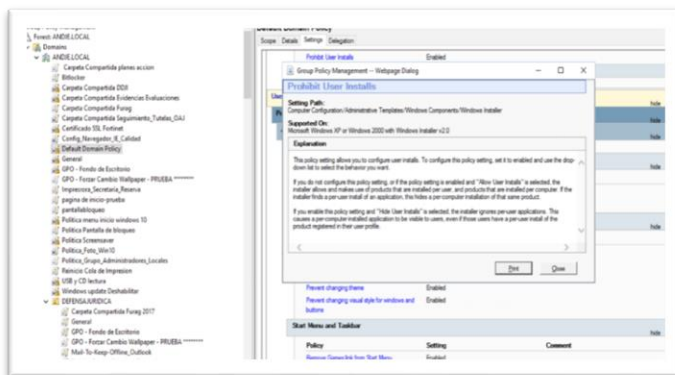 Forest: ANDJE.LOCAL
Domains
ANDJE.LOCAL
Carpeta Compartida planes accion
Bitlocker
Carpeta Compartida DDJI
Carpeta Compartida Evidencias Evaluaciones
Carpeta Compartida Furag
Carpeta Compartida Seguimiento_Tutelas_OAJ
Certificado SSL Fortinet
Config_Navegador_IE_Calidad
Default Domain Policy
General
GPO - Fondo de Escritorio
GPO - Forzar Cambio Wallpaper - PRUEBA
Impresora_Secretaria_Reserva
pagina de inicio-prueba
pantallabloqueo
Politica menu inicio windows 10
Politica Pantalla de bloqueo
Politica Screensaver
Politica_Foto_Win10
Politica_Grupo_Administradores_Locales
Reinicio Cola de Impresion
USB y CD lectura
Windows update Deshabilitar
DEFENSAJURIDICA
Carpeta Compartida Furag 2017
General
GPO - Fondo de Escritorio
GPO - Forzar Cambio Wallpaper - PRUEBA
Mail-To-Keep-Offline_Outlook
Default Domain Policy
Scope Details Settings Delegation
Prohibit User Installs Enabled
Group Policy Management -- Webpage Dialog
Prohibit User Installs
Setting Path:
Computer Configuration/Administrative Templates/Windows Components/Windows Installer
Supported On:
Microsoft Windows XP or Windows 2000 with Windows Installer v2.0
Explanation
This policy setting allows you to configure user installs. To configure this policy setting, set it to enabled and use the drop-
down list to select the behavior you want.
If you do not configure this policy setting, or if the policy setting is enabled and "Allow User Installs" is selected, the
installer allows and makes use of products that are installed per user, and products that are installed per computer. If the
installer finds a per-user install of an application, this hides a per-computer installation of that same product.
If you enable this policy setting and "Hide User Installs" is selected, the installer ignores per-user applications. This
causes a per-computer installed application to be visible to users, even if those users have a per-user install of the
product registered in their user profile.
Print Close
hide
hide
hide
hide
hide
Prevent changing theme Enabled
Prevent changing visual style for windows and Enabled
buttons
Start Menu and Taskbar
hide
Policy Setting Comment
Remove Games link from Start Menu Enabled